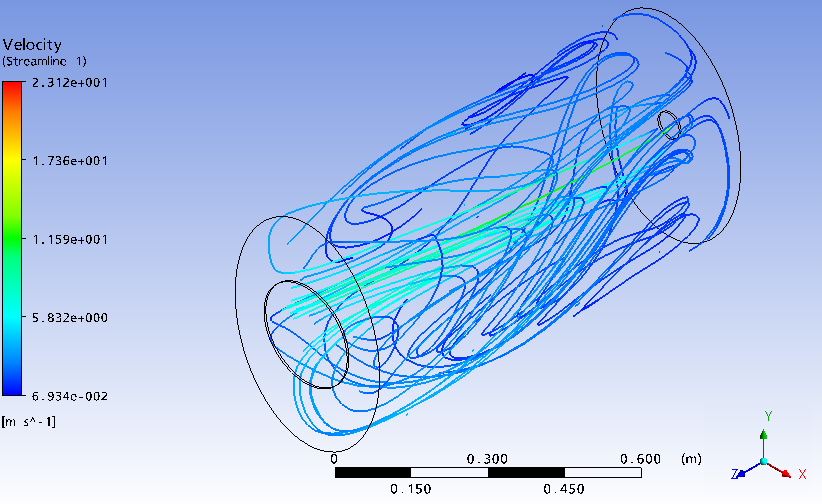 Velocity
(Streamline 1)
2.312e+001
1.736e+001
1.159e+001
5.832e+000
6.934e-002
[m s^-1]
0 0.300 0.600 (m)
0.150 0.450
Y
Z X